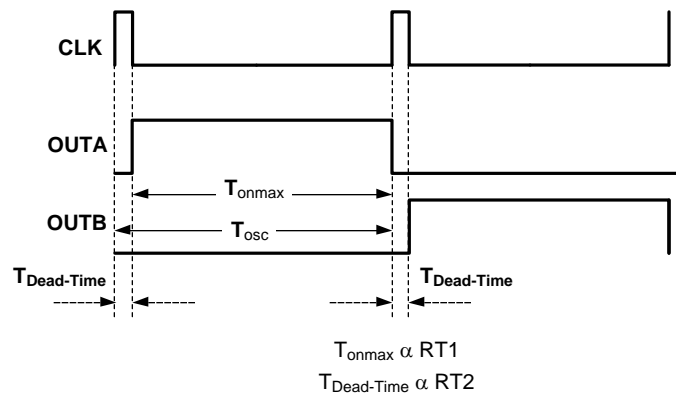 CLK
OUTA
Tonmax
OUTB
Tosc
TDead-Time
TDead-Time
Tonmax α RT1
TDead-Time α RT2